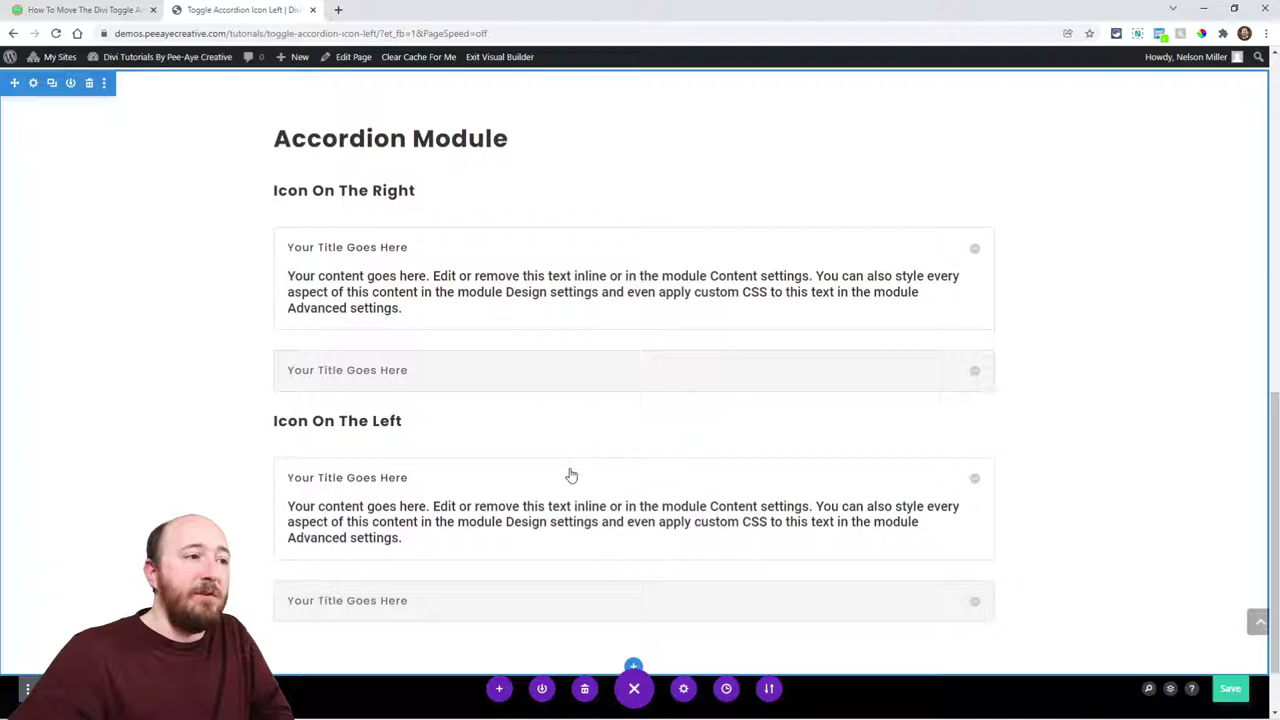 How To Move The Divi Toggle A
Toggle Accordion Icon Left | Div
demos.peeayecreative.com/tutorials/toggle-accordion-icon-left/?et_fb=1&PageSpeed=off
My Sites
Divi Tutorials By Pee-Aye Creative
0
New
Edit Page
Clear Cache For Me
Exit Visual Builder
Howdy, Nelson Miller
Accordion Module
Icon On The Right
Your Title Goes Here
Your content goes here. Edit or remove this text inline or in the module Content settings. You can also style every
aspect of this content in the module Design settings and even apply custom CSS to this text in the module
Advanced settings.
Your Title Goes Here
Icon On The Left
Your Title Goes Here
Your content goes here. Edit or remove this text inline or in the module Content settings. You can also style every
aspect of this content in the module Design settings and even apply custom CSS to this text in the module
Advanced settings.
Your Title Goes Here
Save